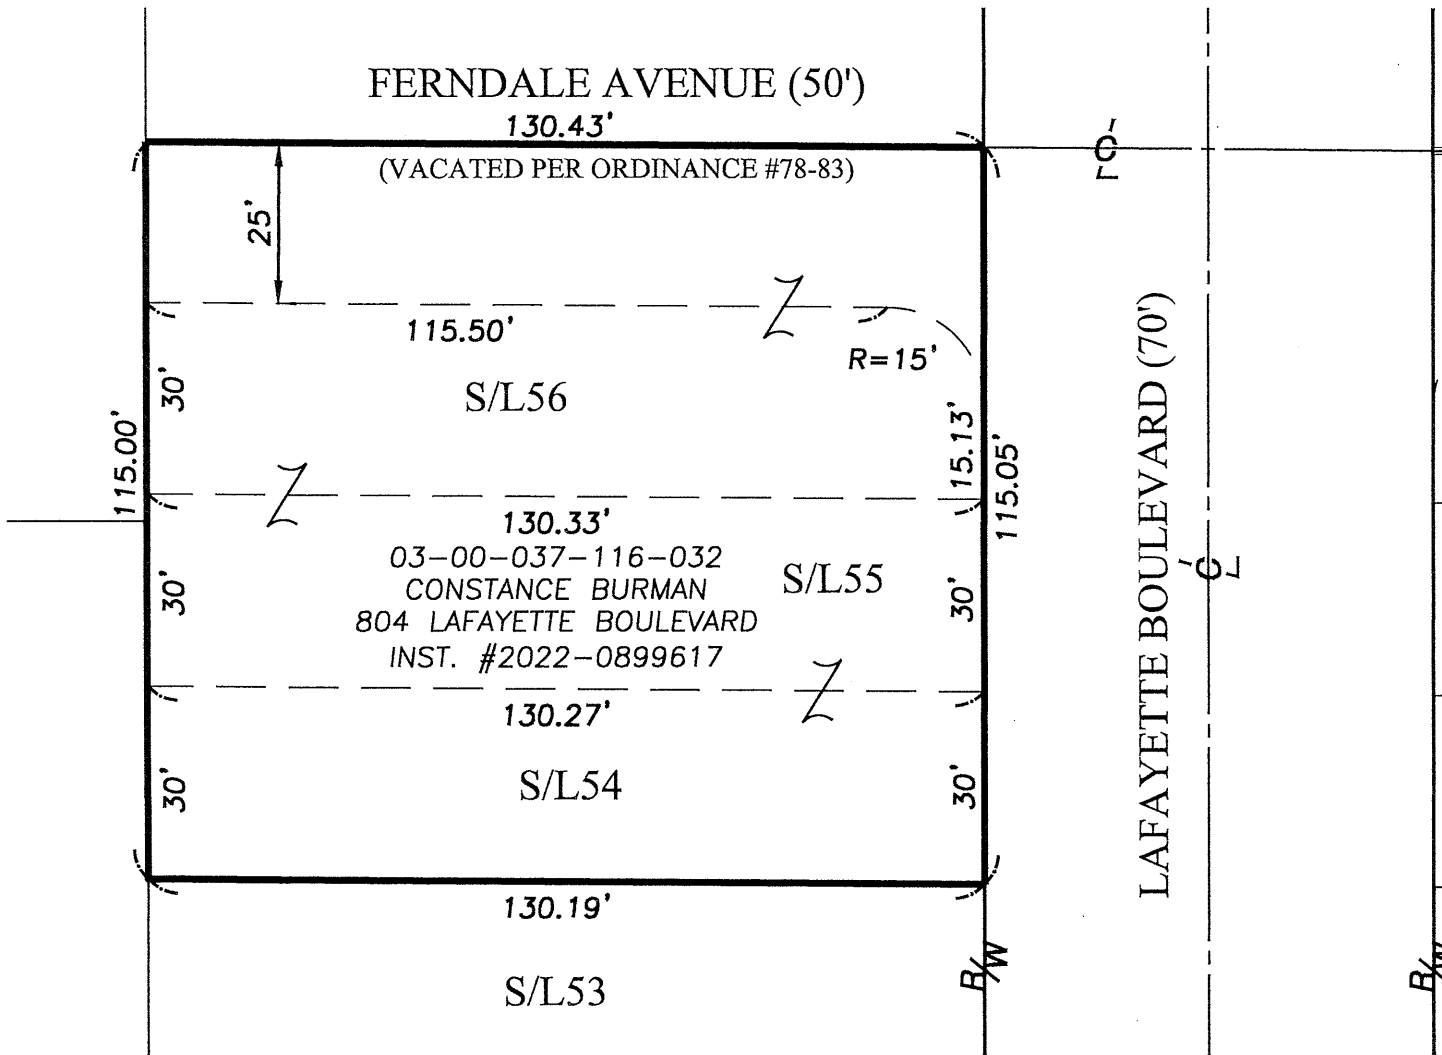 FERNDALE AVENUE (50')
130.43'
(VACATED PER ORDINANCE #78-83)
CL
25'
115.50'
R=15'
30'
S/L56
115.00'
15.13'
115.05'
130.33'
03-00-037-116-032
CONSTANCE BURMAN
804 LAFAYETTE BOULEVARD
INST. #2022-0899617
S/L55
30'
30'
130.27'
S/L54
30'
30'
130.19'
S/L53
LAFAYETTE BOULEVARD (70')
CL
R/W
R/W